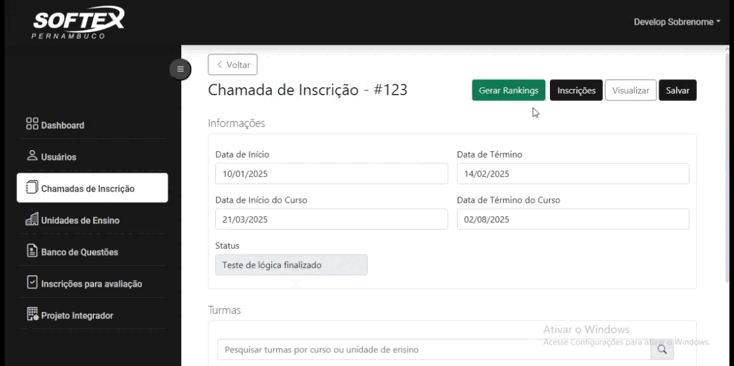 SOFTEX
PERNAMBUCO
Develop Sobrenome
Voltar
Chamada de Inscrição - #123
Gerar Rankings
Inscrições
Visualizar
Salvar
Informações
Dashboard
Usuários
Chamadas de Inscrição
Unidades de Ensino
Banco de Questões
Inscrições para avaliação
Projeto Integrador
Data de Início
Data de Término
10/01/2025
14/02/2025
Data de Início do Curso
Data de Término do Curso
21/03/2025
02/08/2025
Status
Teste de lógica finalizado
Turmas
Ativar o Windows
Acesse Configurações para ativar o Windows.
Pesquisar turmas por curso ou unidade de ensino